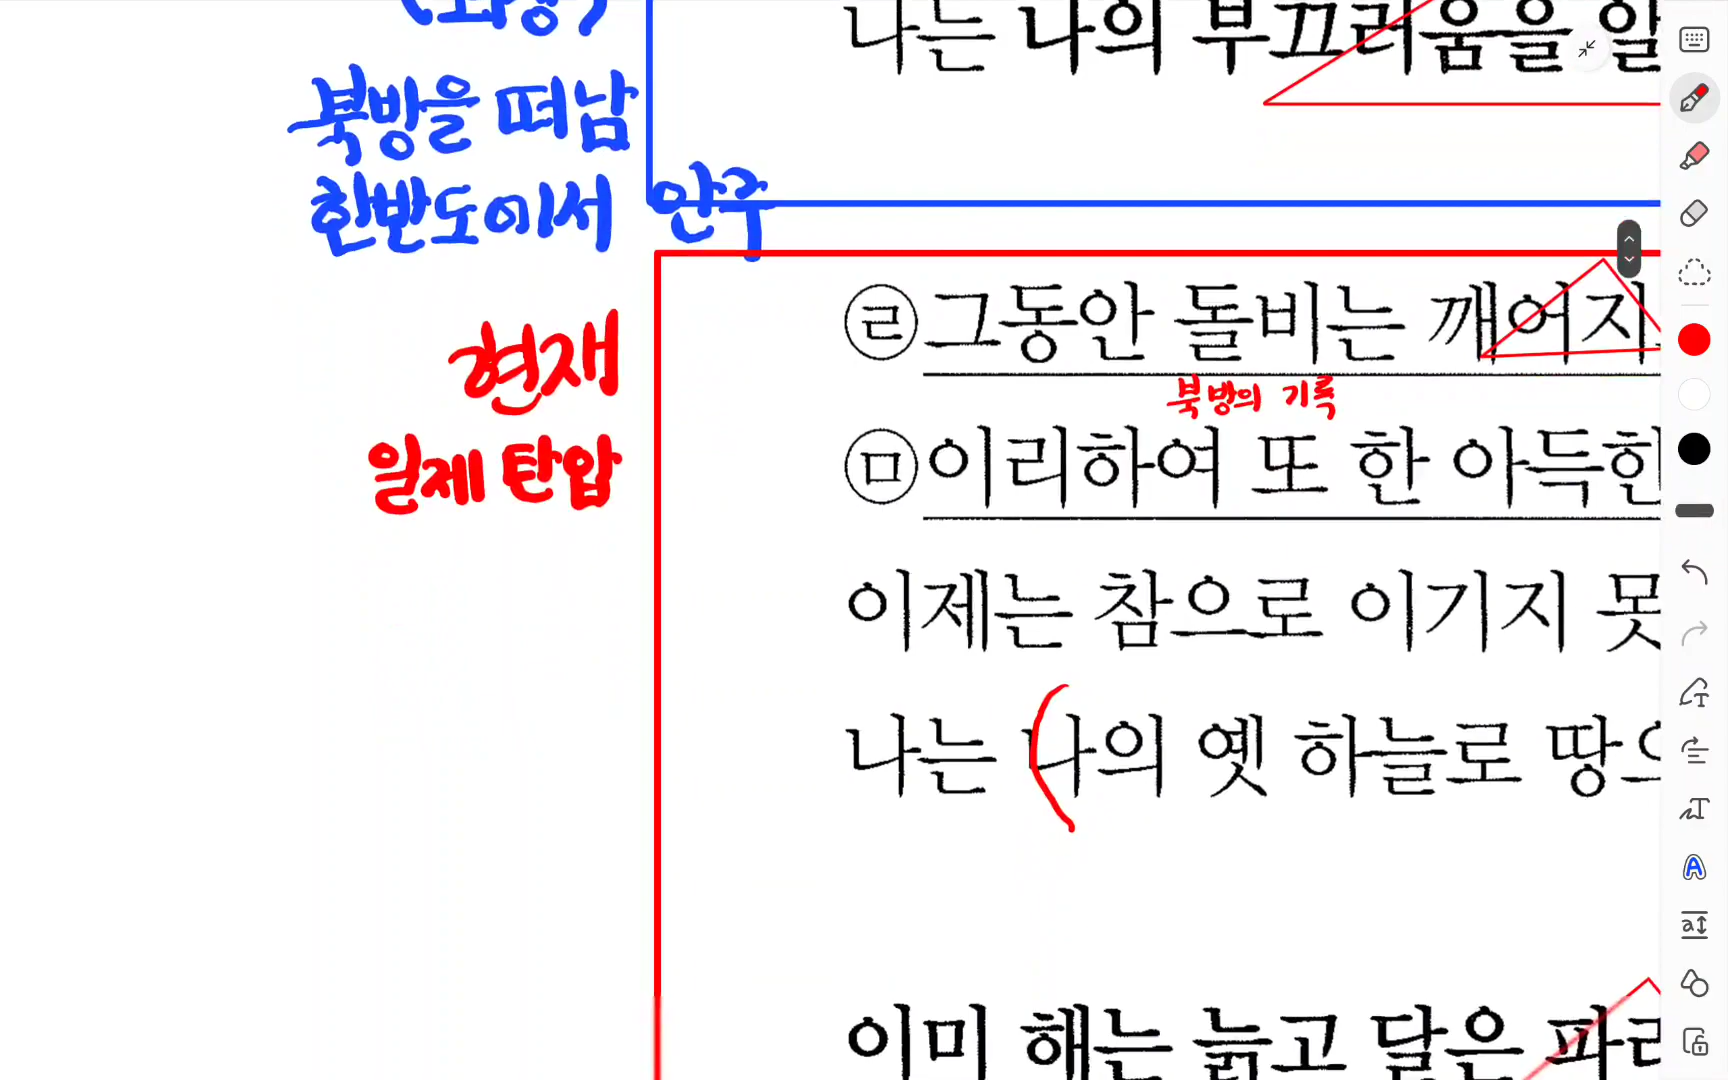 북방을 떠남
한반도에서 안주
현재
일제 탄압
나는 나의 부끄러움을 알
㉣그동안 돌비는 깨어지
북방의 기록
㉤이리하여 또 한 아득한
이제는 참으로 이기지 못
나는 (나의 옛 하늘로 땅으
이미 해는 늙고 달은 파리